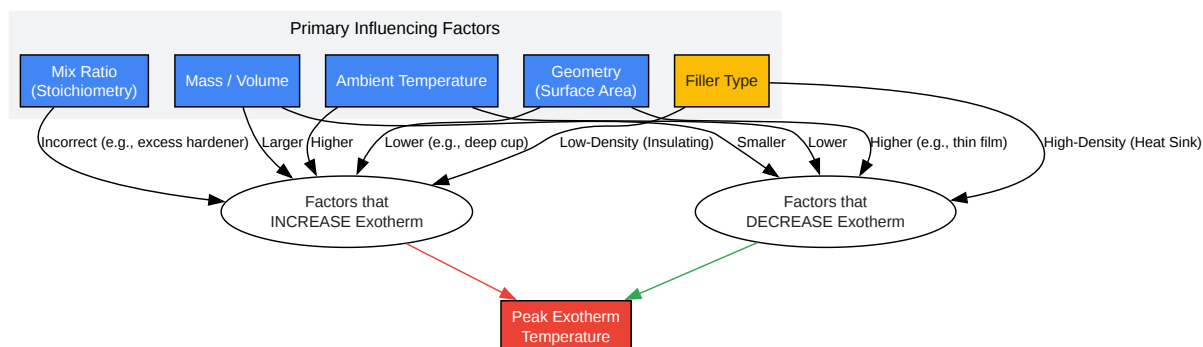 Primary Influencing Factors
Mix Ratio
(Stoichiometry)
Mass / Volume
Ambient Temperature
Geometry
(Surface Area)
Filler Type
Incorrect (e.g., excess hardener)
Larger
Higher
Lower (e.g., deep cup)
Low-Density (Insulating)
Smaller
Lower
Higher (e.g., thin film)
High-Density (Heat Sink)
Factors that
INCREASE Exotherm
Factors that
DECREASE Exotherm
Peak Exotherm
Temperature